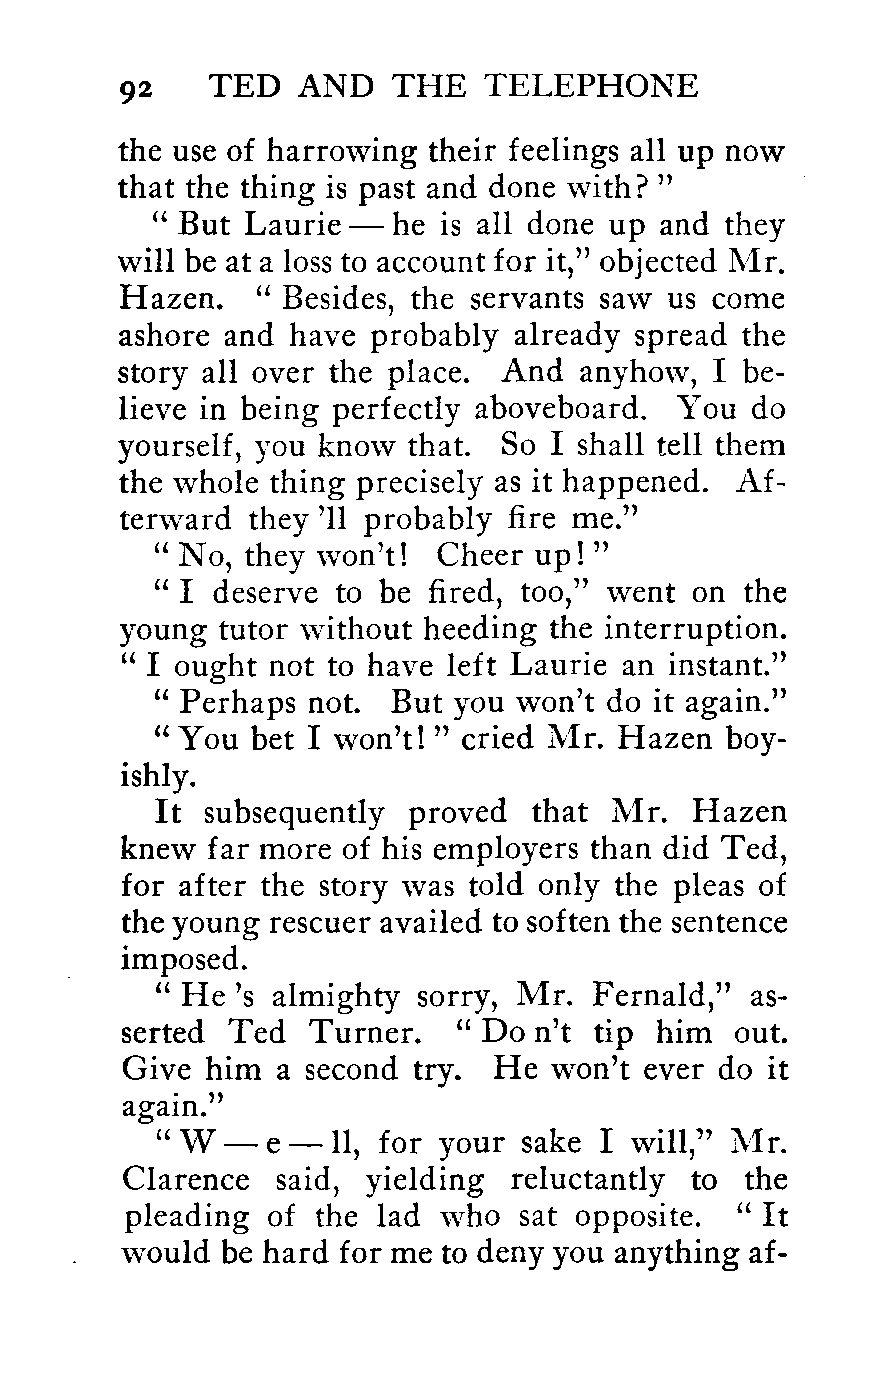 92 TED AND THE TELEPHONE
the use of harrowing their feelings all up now
that the thing is past and done with? ”
“ But Laurie — he is all done up and they
will be at a loss to account for it,” objected Mr.
Hazen. “ Besides, the servants saw us come
ashore and have probably already spread the
story all over the place. And anyhow, I be-
lieve in being perfectly aboveboard. You do
yourself, you know that. So I shall tell them
the whole thing precisely as it happened. Af-
terward they ’ll probably fire me.”
“ No, they won’t! Cheer up! ”
“ I deserve to be fired, too,” went on the
young tutor without heeding the interruption.
“ I ought not to have left Laurie an instant.”
“ Perhaps not. But you won’t do it again.”
“ You bet I won’t! ” cried Mr. Hazen boy-
ishly.
It subsequently proved that Mr. Hazen
knew far more of his employers than did Ted,
for after the story was told only the pleas of
the young rescuer availed to soften the sentence
imposed.
“ He ’s almighty sorry, Mr. Fernald,” as-
serted Ted Turner. “ Do n’t tip him out.
Give him a second try. He won’t ever do it
again.”
“ W — e — ll, for your sake I will,” Mr.
Clarence said, yielding reluctantly to the
pleading of the lad who sat opposite. “ It
would be hard for me to deny you anything af-